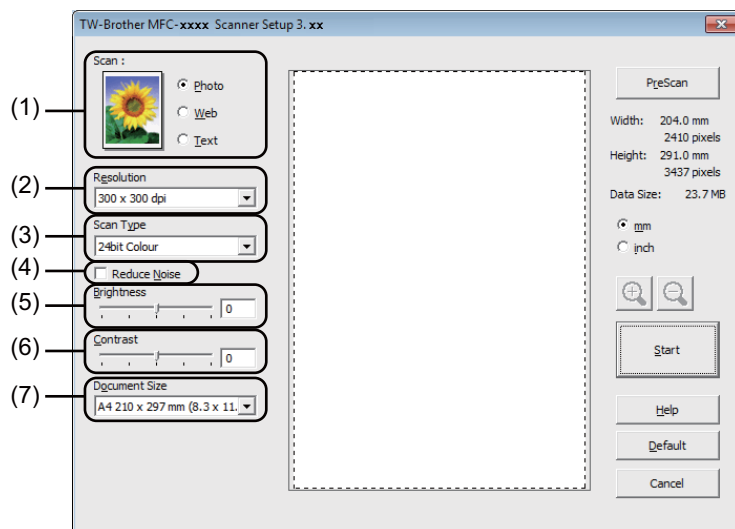 TW-Brother MFC-xxxx Scanner Setup 3. xx
(1)
Scan :
Photo
Web
Text
(2)
Resolution
300 x 300 dpi
(3)
Scan Type
24bit Colour
(4)
Reduce Noise
(5)
Brightness
0
(6)
Contrast
0
(7)
Document Size
A4 210 x 297 mm (8.3 x 11.
PreScan
Width: 204.0 mm
2410 pixels
Height: 291.0 mm
3437 pixels
Data Size: 23.7 MB
mm
inch
Start
Help
Default
Cancel